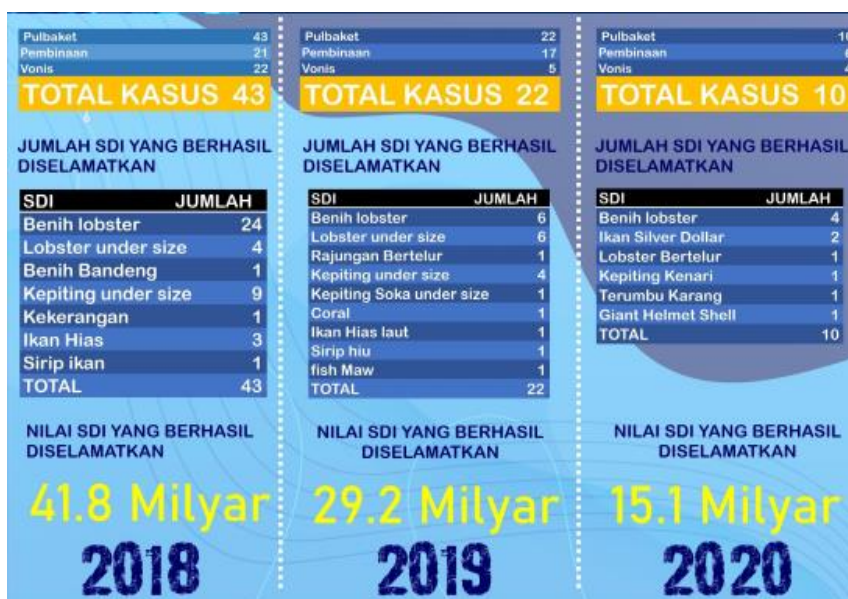 Pulbaket 43
Pembinaan 21
Vonis 22
TOTAL KASUS 43
JUMLAH SDI YANG BERHASIL
DISELAMATKAN
SDI JUMLAH
Benih lobster 24
Lobster under size 4
Benih Bandeng 1
Kepiting under size 9
Kekerangan 1
Ikan Hias 3
Sirip ikan 1
TOTAL 43
NILAI SDI YANG BERHASIL
DISELAMATKAN
41.8 Milyar
2018
Pulbaket 22
Pembinaan 17
Vonis 5
TOTAL KASUS 22
JUMLAH SDI YANG BERHASIL
DISELAMATKAN
SDI JUMLAH
Benih lobster 6
Lobster under size 6
Rajungan Bertelur 1
Kepiting under size 4
Kepiting Soka under size 1
Coral 1
Ikan Hias laut 1
Sirip hiu 1
fish Maw 1
TOTAL 22
NILAI SDI YANG BERHASIL
DISELAMATKAN
29.2 Milyar
2019
Pulbaket
Pembinaan
Vonis
TOTAL KASUS 10
JUMLAH SDI YANG BERHASIL
DISELAMATKAN
SDI JUMLAH
Benih lobster 4
Ikan Silver Dollar 2
Lobster Bertelur 1
Kepiting Kenari 1
Terumbu Karang 1
Giant Helmet Shell 1
TOTAL 10
NILAI SDI YANG BERHASIL
DISELAMATKAN
15.1 Milyar
2020